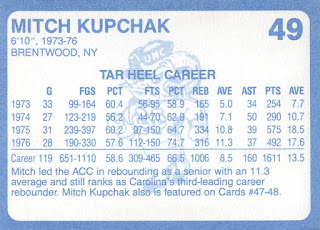 MITCH KUPCHAK 49
6'10", 1973-76
BRENTWOOD, NY
UNC
TAR HEEL CAREER
G FGS PCT FTS PCT REB AVE AST PTS AVE
1973 33 99-164 60.4 56-95 58.9 165 5.0 34 254 7.7
1974 27 123-219 56.2 44-70 62.9 191 7.1 50 290 10.7
1975 31 239-397 60.2 97-150 64.7 334 10.8 39 575 18.5
1976 28 190-330 57.6 112-150 74.7 316 11.3 37 492 17.6
Career 119 651-1110 58.6 309-465 66.5 1006 8.5 160 1611 13.5
Mitch led the ACC in rebounding as a senior with an 11.3
average and still ranks as Carolina's third-leading career
rebounder. Mitch Kupchak also is featured on Cards #47-48.